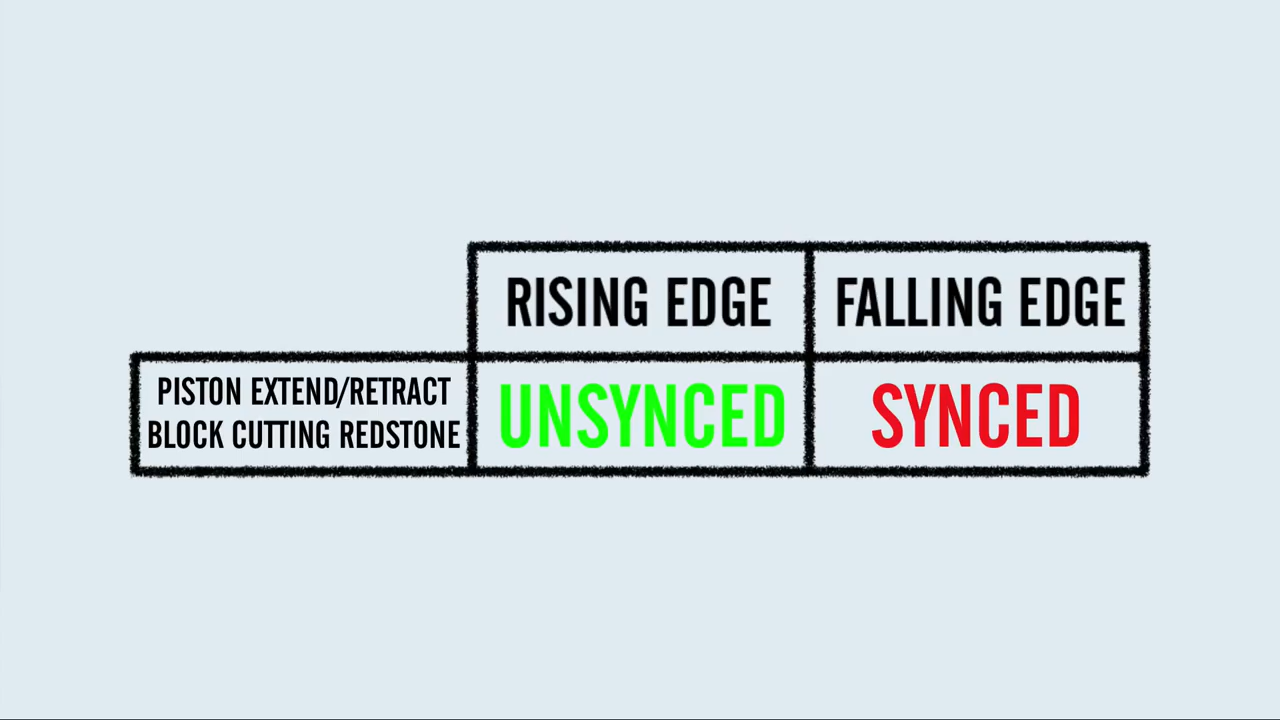 RISING EDGE
FALLING EDGE
PISTON EXTEND/RETRACT
BLOCK CUTTING REDSTONE
UNSYNCED
SYNCED